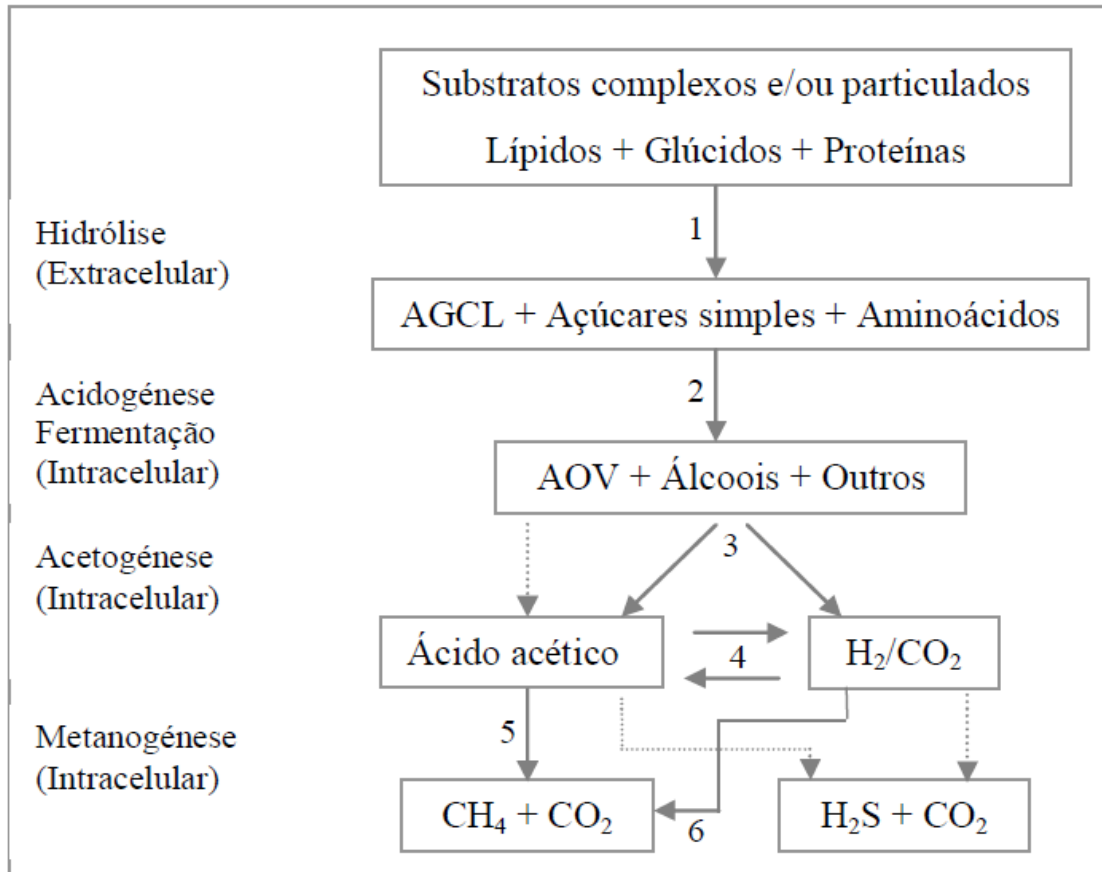 Substratos complexos e/ou particulados
Lípidos + Glúcidos + Proteínas
1
Hidrólise
(Extracelular)
AGCL + Açúcares simples + Aminoácidos
2
Acidogénese
Fermentação
(Intracelular)
AOV + Álcoois + Outros
3
Acetogénese
(Intracelular)
Ácido acético
4
H₂/CO₂
5
Metanogénese
(Intracelular)
CH₄ + CO₂
6
H₂S + CO₂